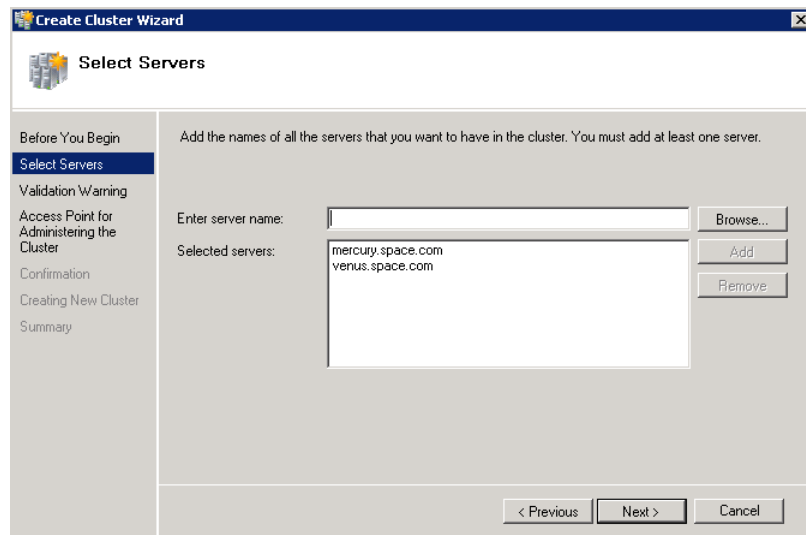 Create Cluster Wizard
Select Servers
Before You Begin
Select Servers
Validation Warning
Access Point for
Administering the
Cluster
Confirmation
Creating New Cluster
Summary
Add the names of all the servers that you want to have in the cluster. You must add at least one server.
Enter server name:
Browse...
Selected servers:
mercury.space.com
venus.space.com
Add
Remove
< Previous
Next >
Cancel